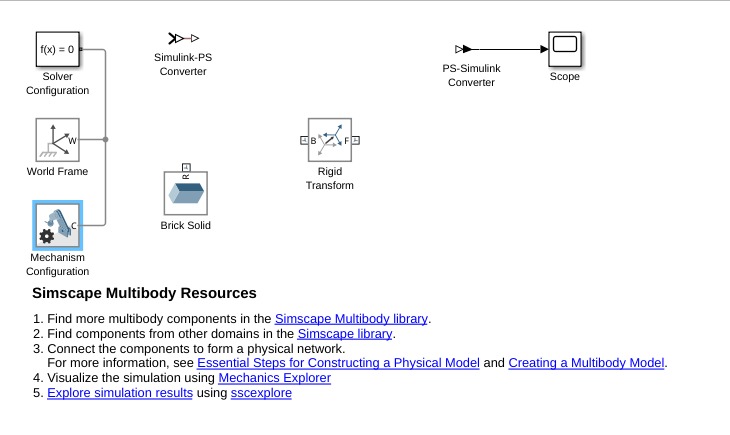 f(x) = 0
Solver
Configuration
Simulink-PS
Converter
PS-Simulink
Converter
Scope
W
World Frame
B
F
Rigid
Transform
R
Brick Solid
C
Mechanism
Configuration
Simscape Multibody Resources
1. Find more multibody components in the Simscape Multibody library.
2. Find components from other domains in the Simscape library.
3. Connect the components to form a physical network.
For more information, see Essential Steps for Constructing a Physical Model and Creating a Multibody Model.
4. Visualize the simulation using Mechanics Explorer
5. Explore simulation results using sscexplore